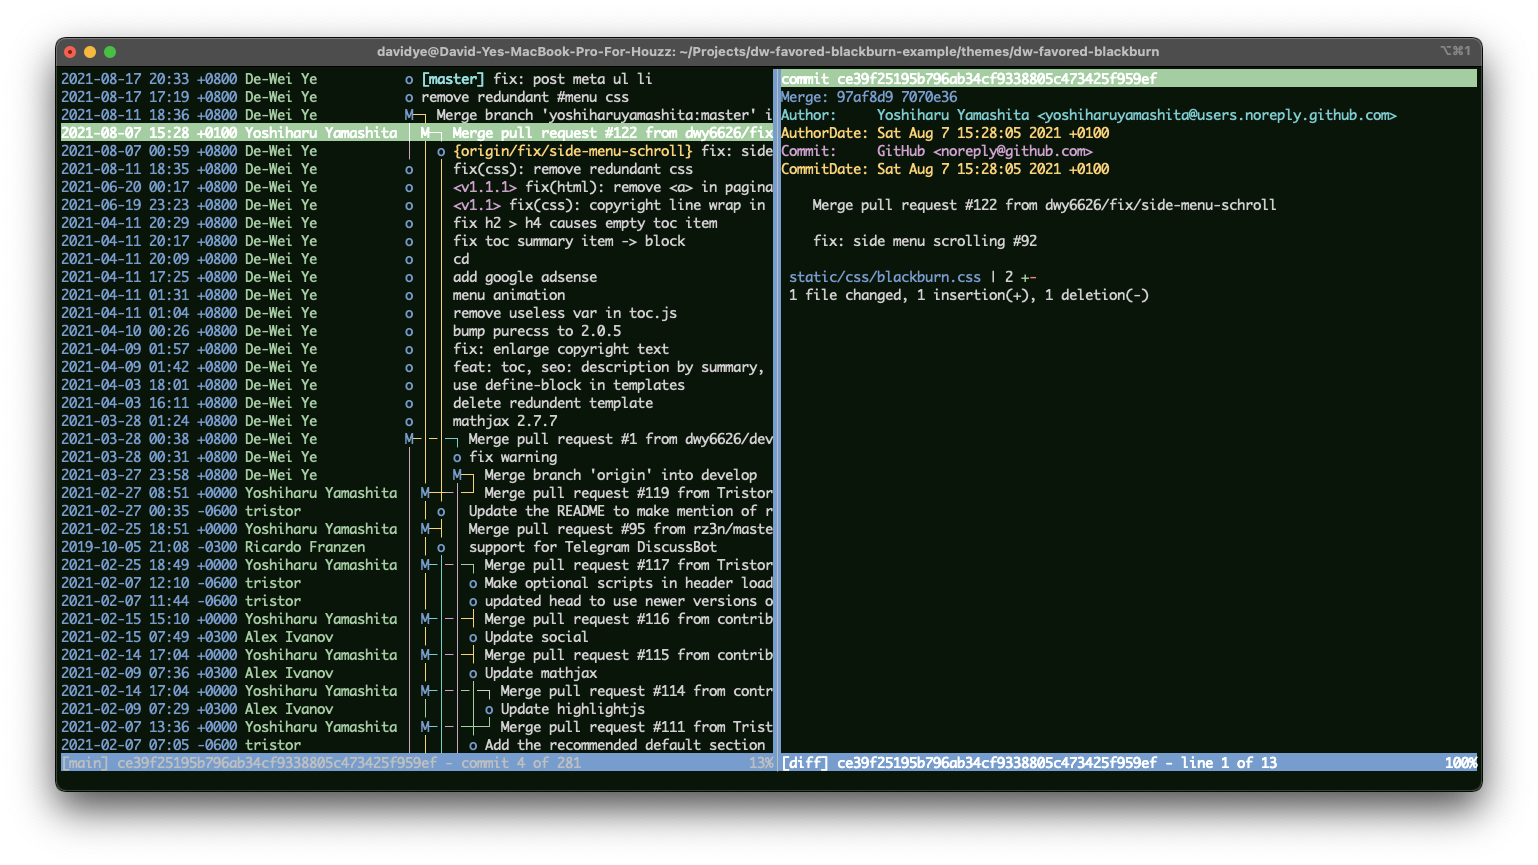 davidye@David-Yes-MacBook-Pro-For-Houzz: ~/Projects/dw-favored-blackburn-example/themes/dw-favored-blackburn
⌥⌘1
2021-08-17 20:33 +0800 De-Wei Ye o [master] fix: post meta ul li
2021-08-17 17:19 +0800 De-Wei Ye o remove redundant #menu css
2021-08-11 18:36 +0800 De-Wei Ye M Merge branch 'yoshiharuyamashita:master' i
2021-08-07 15:28 +0100 Yoshiharu Yamashita M Merge pull request #122 from dwy6626/fix
2021-08-07 00:59 +0800 De-Wei Ye o {origin/fix/side-menu-scroll} fix: side
2021-08-11 18:35 +0800 De-Wei Ye o fix(css): remove redundant css
2021-06-20 00:17 +0800 De-Wei Ye o <v1.1.1> fix(html): remove <a> in pagina
2021-06-19 23:23 +0800 De-Wei Ye o <v1.1> fix(css): copyright line wrap in
2021-04-11 20:29 +0800 De-Wei Ye o fix h2 > h4 causes empty toc item
2021-04-11 20:17 +0800 De-Wei Ye o fix toc summary item -> block
2021-04-11 20:09 +0800 De-Wei Ye o cd
2021-04-11 17:25 +0800 De-Wei Ye o add google adsense
2021-04-11 01:31 +0800 De-Wei Ye o menu animation
2021-04-11 01:04 +0800 De-Wei Ye o remove useless var in toc.js
2021-04-10 00:26 +0800 De-Wei Ye o bump purecss to 2.0.5
2021-04-09 01:57 +0800 De-Wei Ye o fix: enlarge copyright text
2021-04-09 01:42 +0800 De-Wei Ye o feat: toc, seo: description by summary,
2021-04-03 18:01 +0800 De-Wei Ye o use define-block in templates
2021-04-03 16:11 +0800 De-Wei Ye o delete redundent template
2021-03-28 01:24 +0800 De-Wei Ye o mathjax 2.7.7
2021-03-28 00:38 +0800 De-Wei Ye M Merge pull request #1 from dwy6626/dev
2021-03-28 00:31 +0800 De-Wei Ye o fix warning
2021-03-27 23:58 +0800 De-Wei Ye M Merge branch 'origin' into develop
2021-02-27 08:51 +0000 Yoshiharu Yamashita M Merge pull request #119 from Tristor
2021-02-27 00:35 -0600 tristor o Update the README to make mention of r
2021-02-25 18:51 +0000 Yoshiharu Yamashita M Merge pull request #95 from rz3n/maste
2019-10-05 21:08 -0300 Ricardo Franzen o support for Telegram DiscussBot
2021-02-25 18:49 +0000 Yoshiharu Yamashita M Merge pull request #117 from Tristor
2021-02-07 12:10 -0600 tristor o Make optional scripts in header load
2021-02-07 11:44 -0600 tristor o updated head to use newer versions o
2021-02-15 15:10 +0000 Yoshiharu Yamashita M Merge pull request #116 from contrib
2021-02-15 07:49 +0300 Alex Ivanov o Update social
2021-02-14 17:04 +0000 Yoshiharu Yamashita M Merge pull request #115 from contrib
2021-02-09 07:36 +0300 Alex Ivanov o Update mathjax
2021-02-14 17:04 +0000 Yoshiharu Yamashita M Merge pull request #114 from contr
2021-02-09 07:29 +0300 Alex Ivanov o Update highlightjs
2021-02-07 13:36 +0000 Yoshiharu Yamashita M Merge pull request #111 from Trist
2021-02-07 07:05 -0600 tristor o Add the recommended default section
[main] ce39f25195b796ab34cf9338805c473425f959ef - commit 4 of 281 13%
commit ce39f25195b796ab34cf9338805c473425f959ef
Merge: 97af8d9 7070e36
Author: Yoshiharu Yamashita <yoshiharuyamashita@users.noreply.github.com>
AuthorDate: Sat Aug 7 15:28:05 2021 +0100
Commit: GitHub <noreply@github.com>
CommitDate: Sat Aug 7 15:28:05 2021 +0100
Merge pull request #122 from dwy6626/fix/side-menu-scroll
fix: side menu scrolling #92
static/css/blackburn.css | 2 +-
1 file changed, 1 insertion(+), 1 deletion(-)
[diff] ce39f25195b796ab34cf9338805c473425f959ef - line 1 of 13 100%